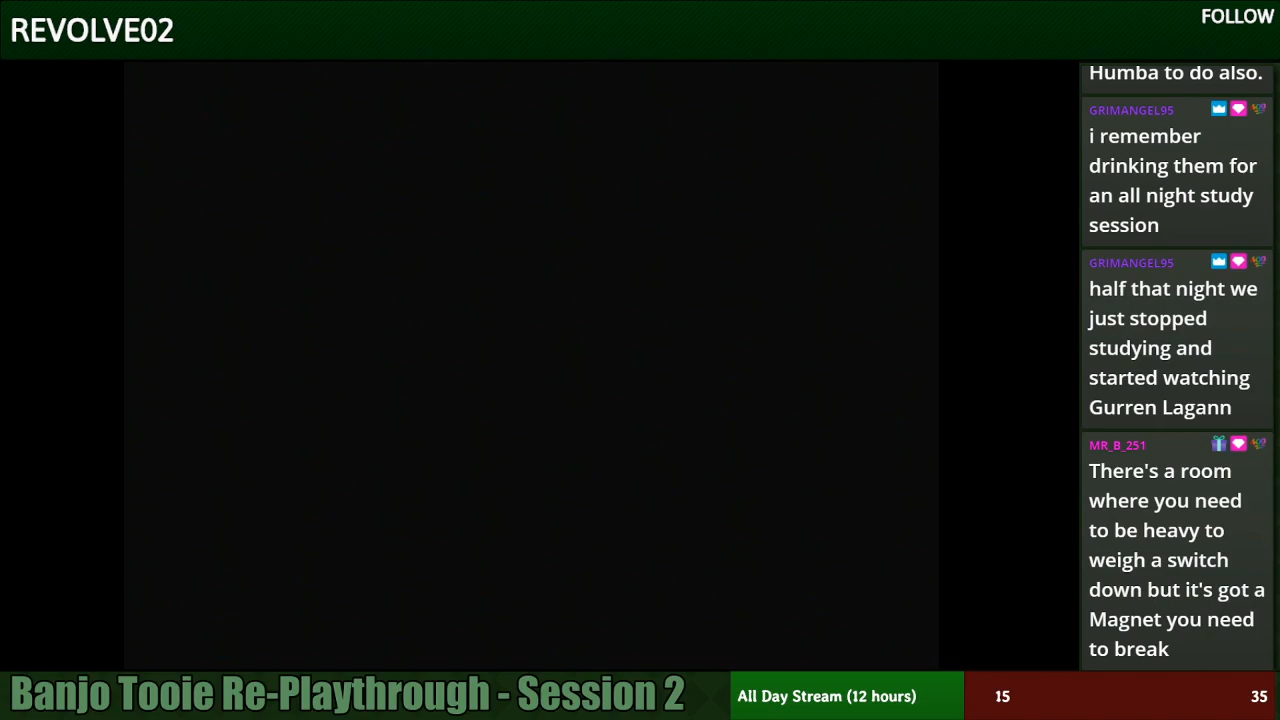 REVOLVE02
FOLLOW
Humba to do also.
GRIMANGEL95
i remember
drinking them for
an all night study
session
GRIMANGEL95
half that night we
just stopped
studying and
started watching
Gurren Lagann
MR_B_251
There's a room
where you need
to be heavy to
weigh a switch
down but it's got a
Magnet you need
to break
Banjo Tooie Re-Playthrough - Session 2
All Day Stream (12 hours)
15
35